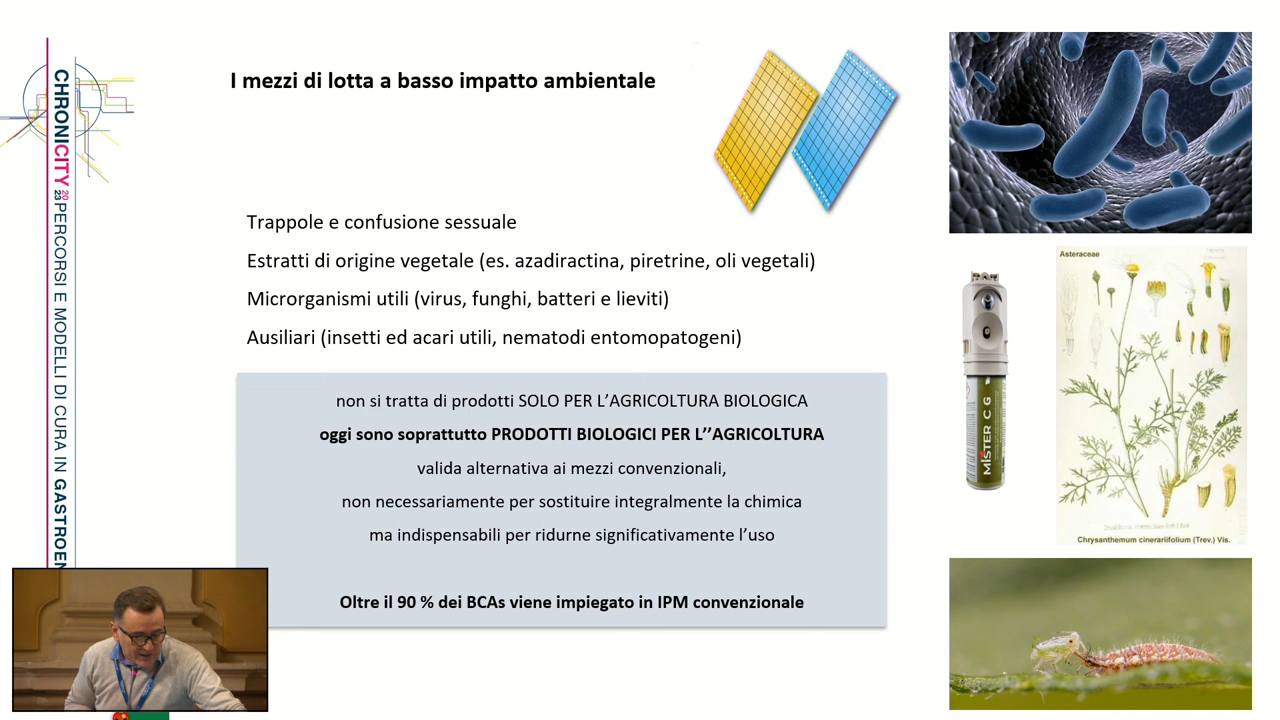 CHRONICITY 2023 PERCORSI E MODELLI DI CURA IN GASTROEN
I mezzi di lotta a basso impatto ambientale
Trappole e confusione sessuale
Estratti di origine vegetale (es. azadiractina, piretrine, oli vegetali)
Microrganismi utili (virus, funghi, batteri e lieviti)
Ausiliari (insetti ed acari utili, nematodi entomopatogeni)
non si tratta di prodotti SOLO PER L’AGRICOLTURA BIOLOGICA
oggi sono soprattutto PRODOTTI BIOLOGICI PER L’’AGRICOLTURA
valida alternativa ai mezzi convenzionali,
non necessariamente per sostituire integralmente la chimica
ma indispensabili per ridurne significativamente l’uso
Oltre il 90 % dei BCAs viene impiegato in IPM convenzionale
MISTER C G
Asteraceae
Chrysanthemum cinerariifolium (Trev.) Vis.